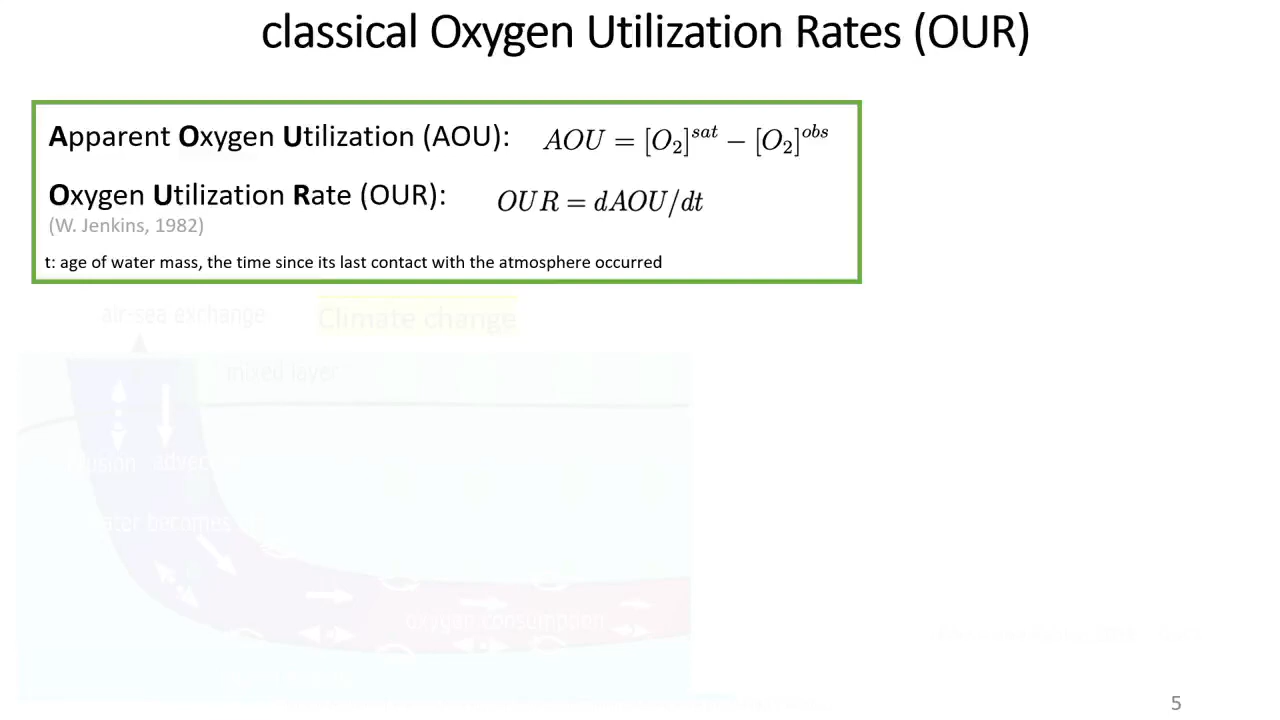 classical Oxygen Utilization Rates (OUR)
Apparent Oxygen Utilization (AOU): AOU = [O₂]^{sat} − [O₂]^{obs}
Oxygen Utilization Rate (OUR): OUR = dAOU/dt
(W. Jenkins, 1982)
t: age of water mass, the time since its last contact with the atmosphere occurred
air-sea exchange
Climate change
mixed layer
water becomes
oxygen consumption
5